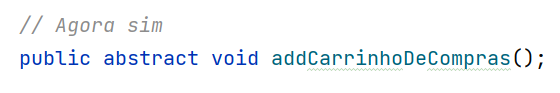 // Agora sim
public abstract void addCarrinhoDeCompras();